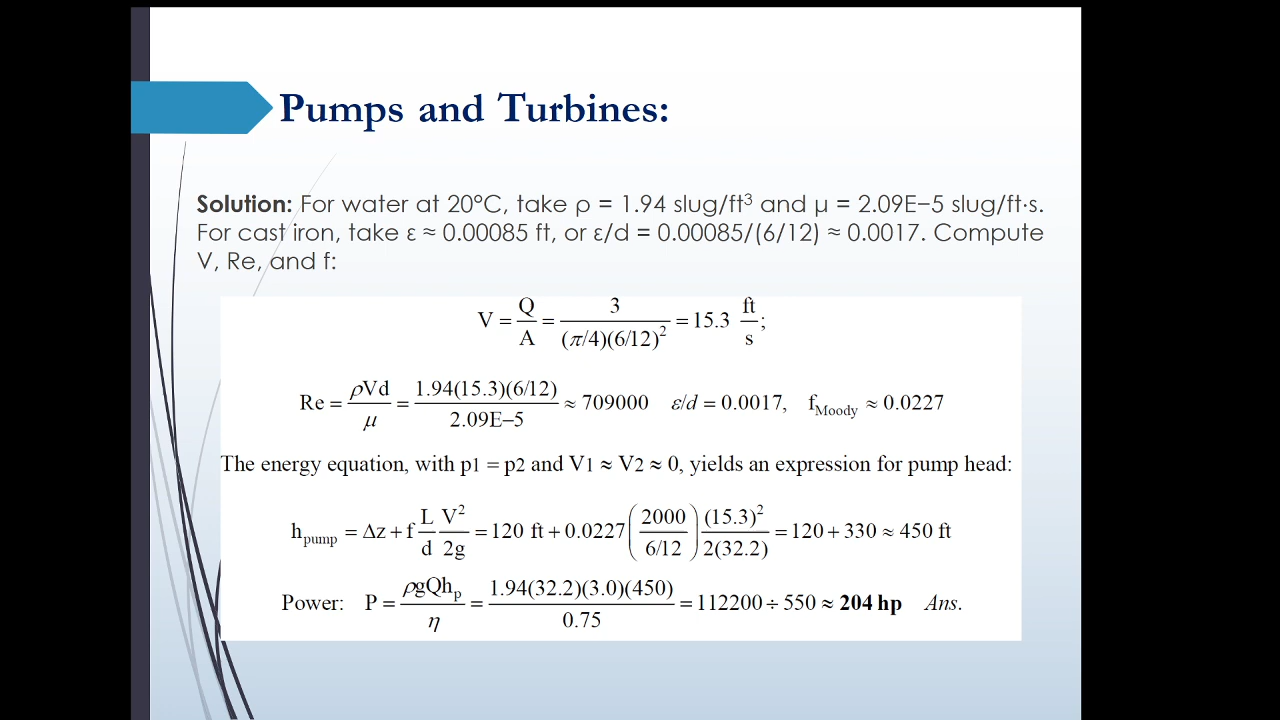 Pumps and Turbines:
Solution: For water at 20°C, take ρ = 1.94 slug/ft³ and μ = 2.09E−5 slug/ft·s.
For cast iron, take ε ≈ 0.00085 ft, or ε/d = 0.00085/(6/12) ≈ 0.0017. Compute
V, Re, and f:
V = Q/A = 3/((π/4)(6/12)²) = 15.3 ft/s;
Re = ρVd/μ = 1.94(15.3)(6/12)/2.09E−5 ≈ 709000 ε/d = 0.0017, f_Moody ≈ 0.0227
The energy equation, with p1 = p2 and V1 ≈ V2 ≈ 0, yields an expression for pump head:
h_pump = Δz + f L/d V²/2g = 120 ft + 0.0227 (2000/6/12) (15.3)²/2(32.2) = 120 + 330 ≈ 450 ft
Power: P = ρgQh_p/η = 1.94(32.2)(3.0)(450)/0.75 = 112200 ÷ 550 ≈ 204 hp Ans.